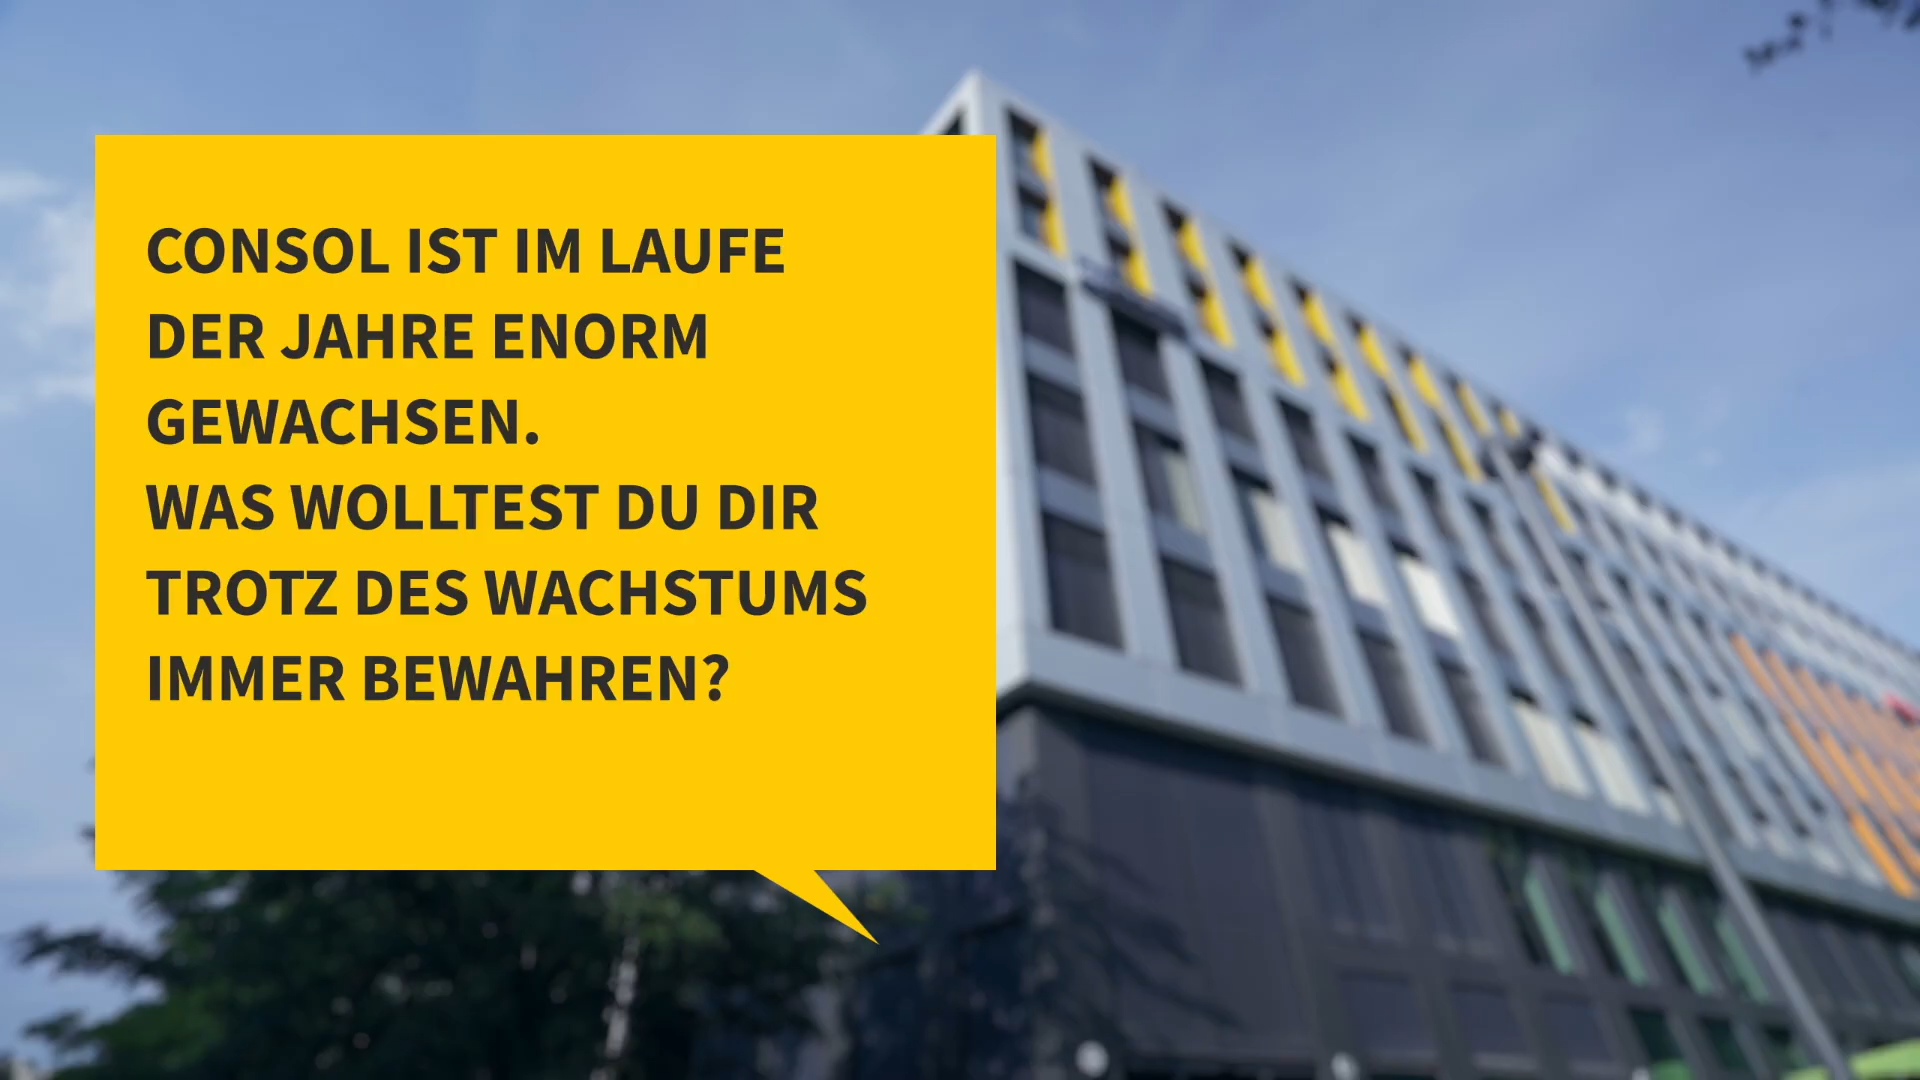 CONSOL IST IM LAUFE
DER JAHRE ENORM
GEWACHSEN.
WAS WOLLTEST DU DIR
TROTZ DES WACHSTUMS
IMMER BEWAHREN?